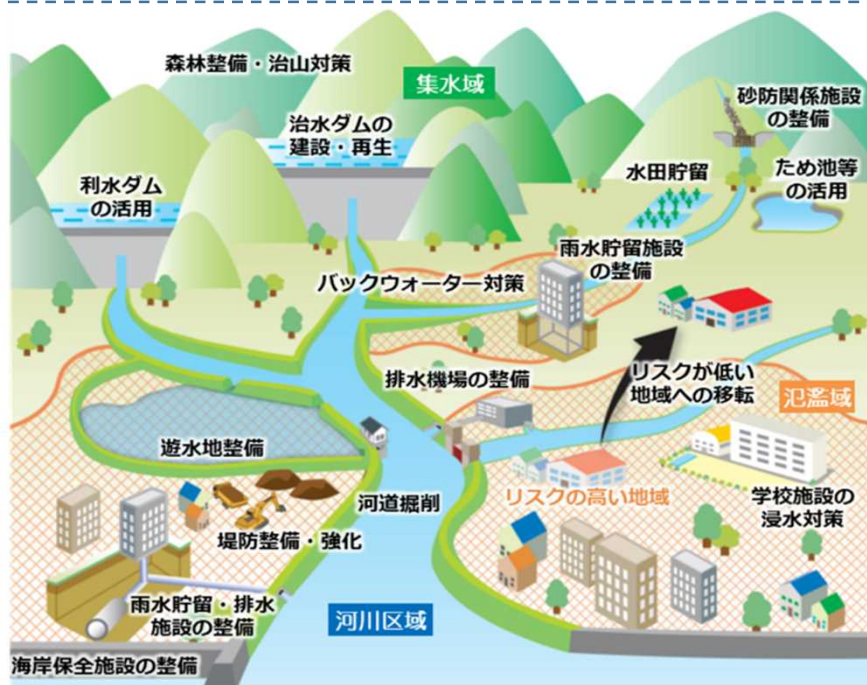 森林整備・治山対策
集水域
砂防関係施設
の整備
治水ダムの
建設・再生
水田貯留
ため池等
の活用
利水ダム
の活用
雨水貯留施設
の整備
バックウォーター対策
排水機場の整備
リスクが低い
地域への移転
氾濫域
遊水地整備
河道掘削
リスクの高い地域
学校施設の
浸水対策
堤防整備・強化
雨水貯留・排水
施設の整備
河川区域
海岸保全施設の整備